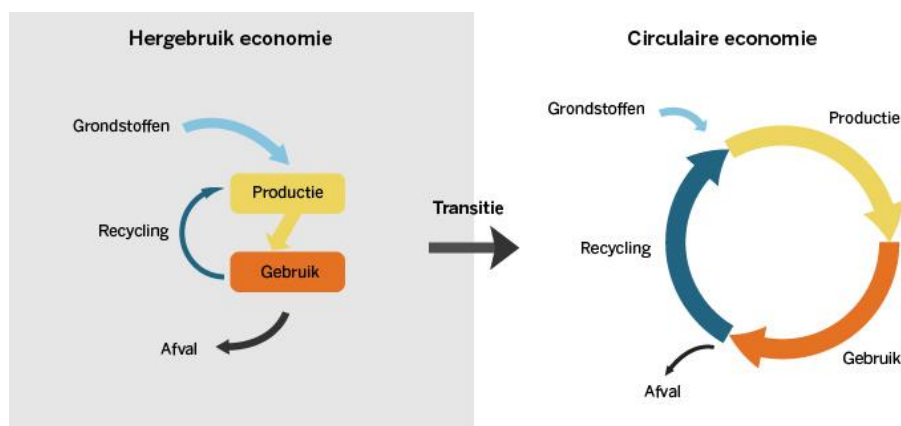 Hergebruik economie
Grondstoffen
Productie
Recycling
Gebruik
Afval
Transitie
Circulaire economie
Grondstoffen
Productie
Recycling
Gebruik
Afval